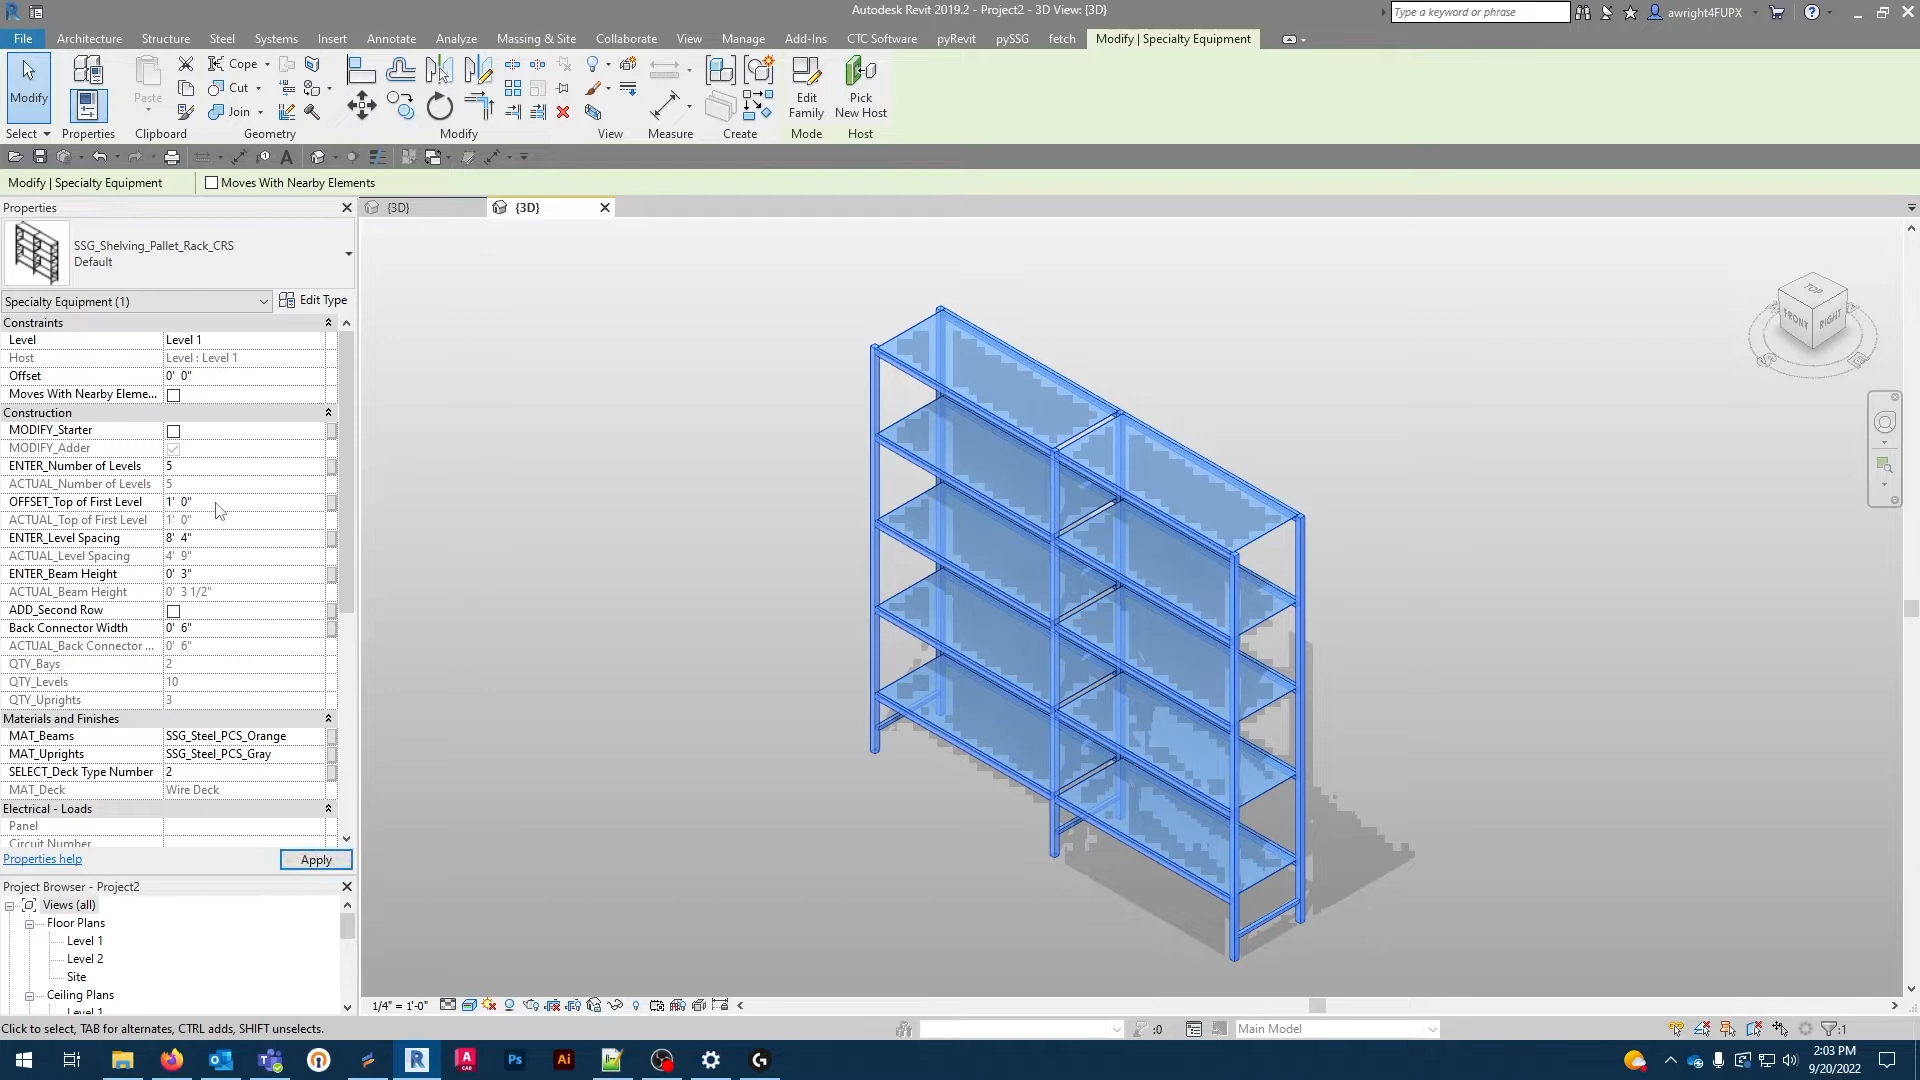 Autodesk Revit 2019.2 - Project2 - 3D View: {3D}
Type a keyword or phrase
awright4FUPX
File Architecture Structure Steel Systems Insert Annotate Analyze Massing & Site Collaborate View Manage Add-Ins CTC Software pyRevit pySSG fetch Modify | Specialty Equipment
Modify
Paste
Cope
Cut
Join
Edit Family
Pick New Host
Select Properties Clipboard Geometry Modify View Measure Create Mode Host
Modify | Specialty Equipment Moves With Nearby Elements
Properties
{3D}
{3D}
SSG_Shelving_Pallet_Rack_CRS
Default
Specialty Equipment (1) Edit Type
Constraints
Level Level 1
Host Level : Level 1
Offset 0' 0"
Moves With Nearby Eleme...
Construction
MODIFY_Starter
MODIFY_Adder
ENTER_Number of Levels 5
ACTUAL_Number of Levels 5
OFFSET_Top of First Level 1' 0"
ACTUAL_Top of First Level 1' 0"
ENTER_Level Spacing 8' 4"
ACTUAL_Level Spacing 4' 9"
ENTER_Beam Height 0' 3"
ACTUAL_Beam Height 0' 3 1/2"
ADD_Second Row
Back Connector Width 0' 6"
ACTUAL_Back Connector ... 0' 6"
QTY_Bays 2
QTY_Levels 10
QTY_Uprights 3
Materials and Finishes
MAT_Beams SSG_Steel_PCS_Orange
MAT_Uprights SSG_Steel_PCS_Gray
SELECT_Deck Type Number 2
MAT_Deck Wire Deck
Electrical - Loads
Panel
Circuit Number
Properties help Apply
Project Browser - Project2
Views (all)
Floor Plans
Level 1
Level 2
Site
Ceiling Plans
Level 1
TOP
FRONT
RIGHT
S
E
1/4" = 1'-0"
Click to select, TAB for alternates, CTRL adds, SHIFT unselects.
:0
Main Model
:1
R
A
CAD
Ps
Ai
2:03 PM
9/20/2022